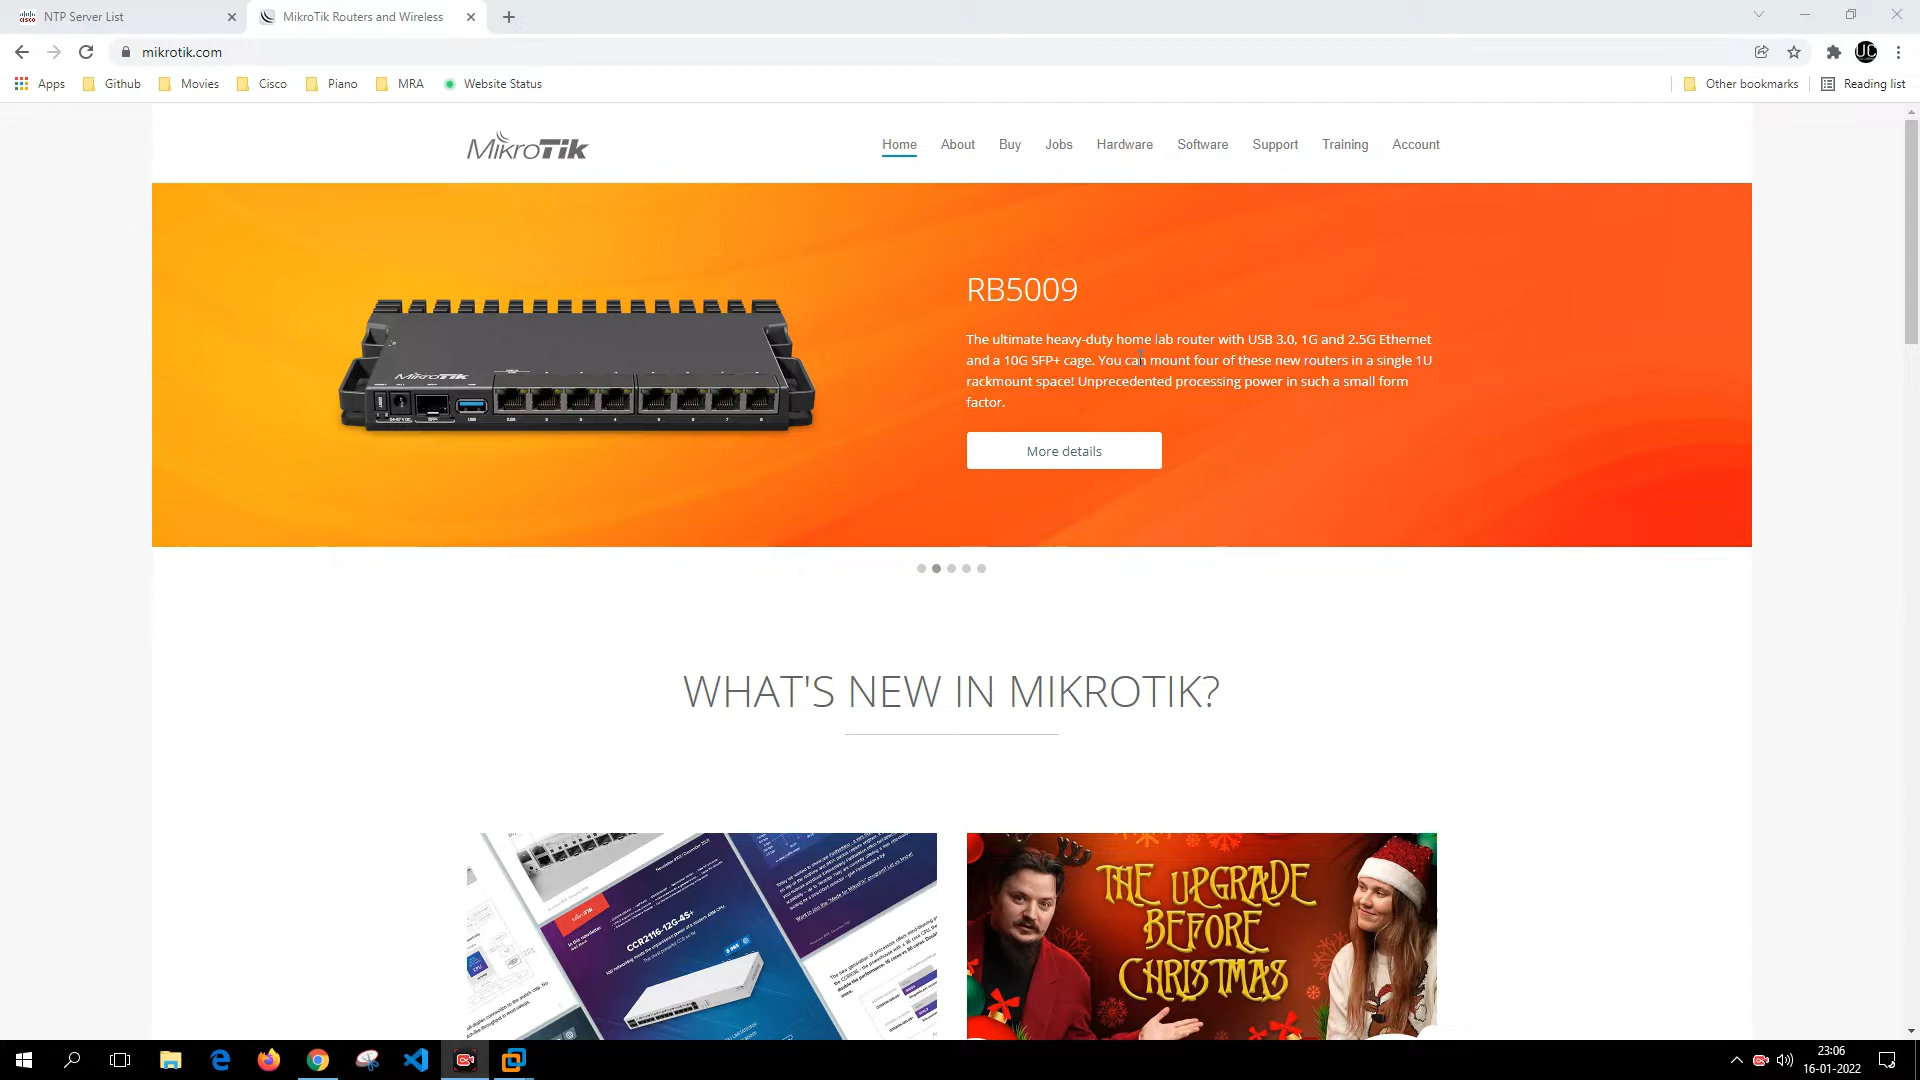 NTP Server List
MikroTik Routers and Wireless
mikrotik.com
Apps
Github
Movies
Cisco
Piano
MRA
Website Status
Other bookmarks
Reading list
MikroTik
Home
About
Buy
Jobs
Hardware
Software
Support
Training
Account
RB5009
The ultimate heavy-duty home lab router with USB 3.0, 1G and 2.5G Ethernet
and a 10G SFP+ cage. You can mount four of these new routers in a single 1U
rackmount space! Unprecedented processing power in such a small form
factor.
More details
WHAT'S NEW IN MIKROTIK?
CCR2116-12G-4S+
THE UPGRADE
BEFORE
CHRISTMAS
23:06
16-01-2022